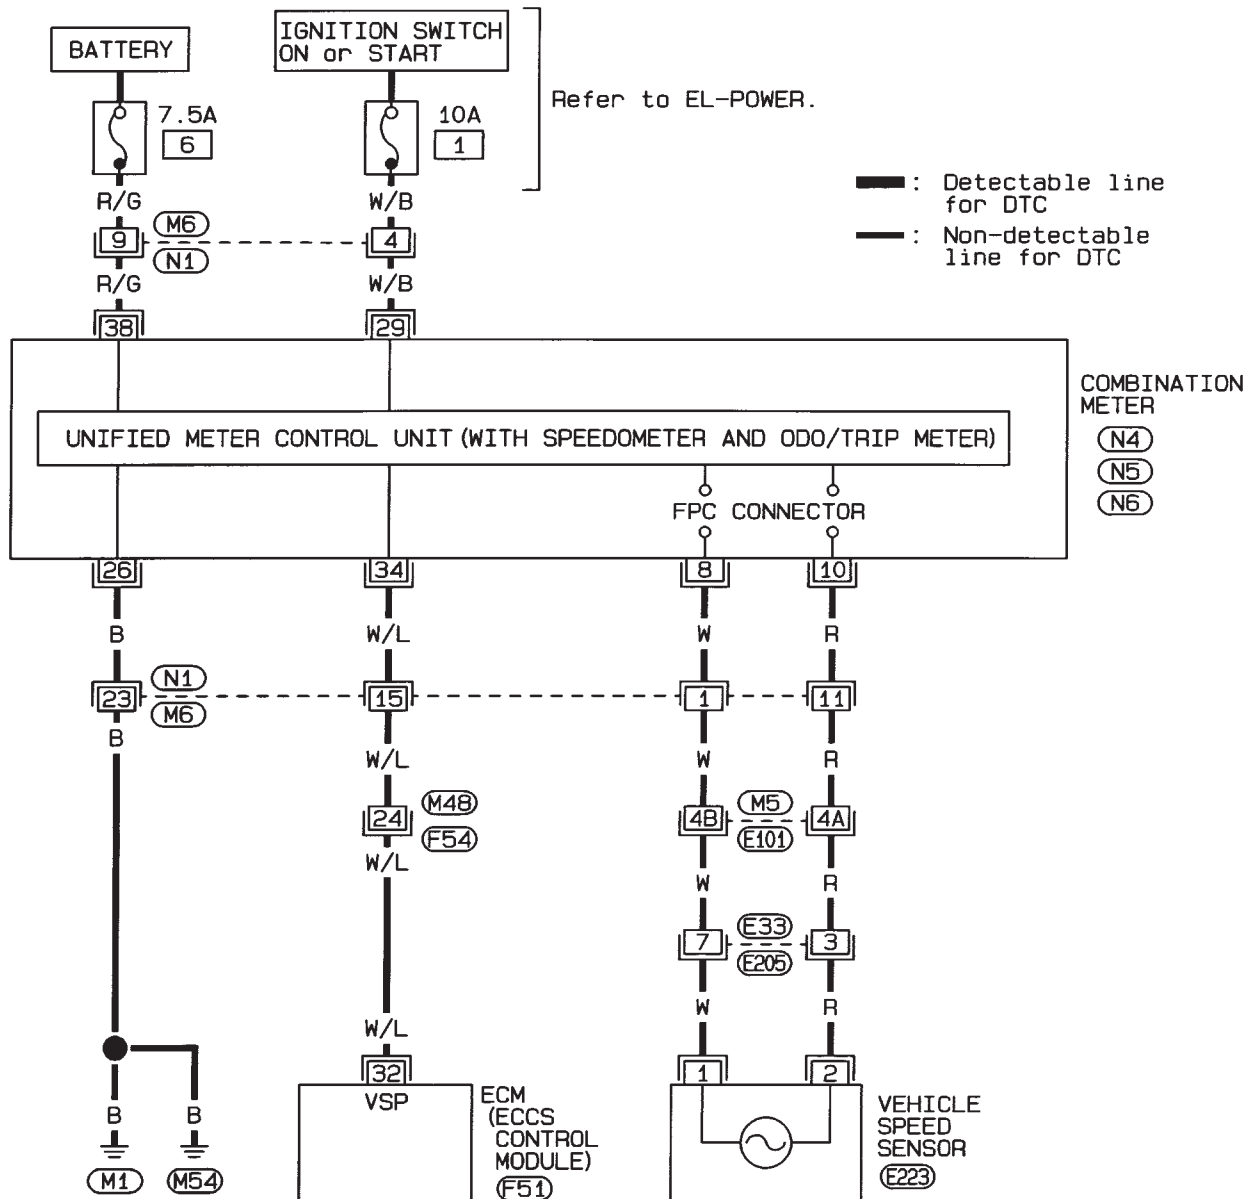 BATTERY
IGNITION SWITCH
ON or START
Refer to EL-POWER.
7.5A
6
10A
1
: Detectable line
for DTC
: Non-detectable
line for DTC
R/G
W/B
9
M6
N1
4
R/G
W/B
38
29
COMBINATION
METER
N4
N5
N6
UNIFIED METER CONTROL UNIT (WITH SPEEDOMETER AND ODO/TRIP METER)
FPC CONNECTOR
26
34
8
10
B
W/L
W
R
23
N1
M6
15
1
11
B
W/L
W
R
24
M48
F54
4B
M5
E101
4A
W/L
W
R
7
E33
E205
3
W/L
W
R
32
1
2
VSP
ECM
(ECCS
CONTROL
MODULE)
F51
VEHICLE
SPEED
SENSOR
E223
B
B
M1
M54